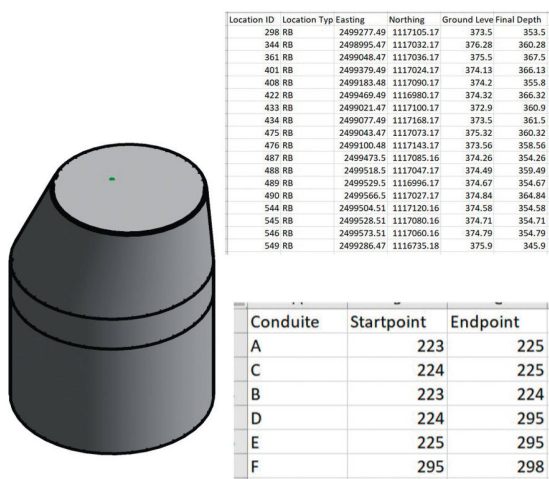 Location ID Location Typ Easting Northing Ground Leve Final Depth
298 RB 2499277.49 1117105.17 373.5 353.5
344 RB 2498995.47 1117032.17 376.28 360.28
361 RB 2499048.47 1117036.17 375.5 367.5
401 RB 2499379.49 1117024.17 374.13 366.13
408 RB 2499183.48 1117090.17 374.2 355.8
422 RB 2499469.49 1116980.17 374.32 366.32
433 RB 2499021.47 1117100.17 372.9 360.9
434 RB 2499077.49 1117168.17 373.5 361.5
475 RB 2499043.47 1117073.17 375.32 360.32
476 RB 2499100.48 1117143.17 373.56 358.56
487 RB 2499473.5 1117085.16 374.26 354.26
488 RB 2499518.5 1117047.17 374.49 359.49
489 RB 2499529.5 1116996.17 374.67 354.67
490 RB 2499566.5 1117027.17 374.84 364.84
544 RB 2499504.51 1117120.16 374.58 354.58
545 RB 2499528.51 1117080.16 374.71 354.71
546 RB 2499573.51 1117060.16 374.79 354.79
549 RB 2499286.47 1116735.18 375.9 345.9
Conduite Startpoint Endpoint
A 223 225
C 224 225
B 223 224
D 224 295
E 225 295
F 295 298